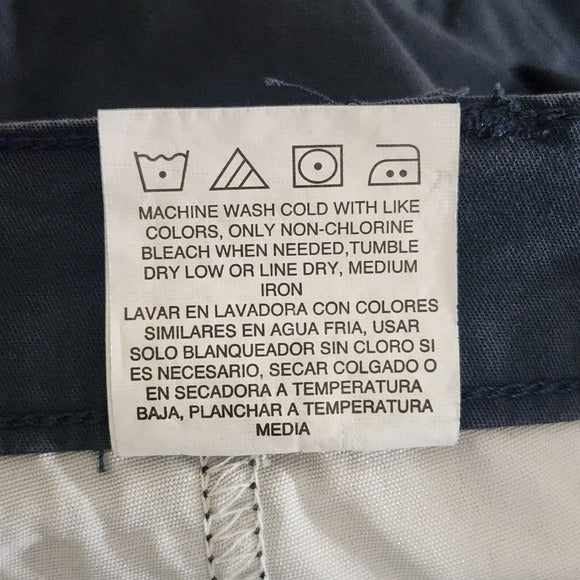 MACHINE WASH COLD WITH LIKE
COLORS, ONLY NON-CHLORINE
BLEACH WHEN NEEDED,TUMBLE
DRY LOW OR LINE DRY, MEDIUM
IRON
LAVAR EN LAVADORA CON COLORES
SIMILARES EN AGUA FRIA, USAR
SOLO BLANQUEADOR SIN CLORO SI
ES NECESARIO, SECAR COLGADO O
EN SECADORA A TEMPERATURA
BAJA, PLANCHAR A TEMPERATURA
MEDIA